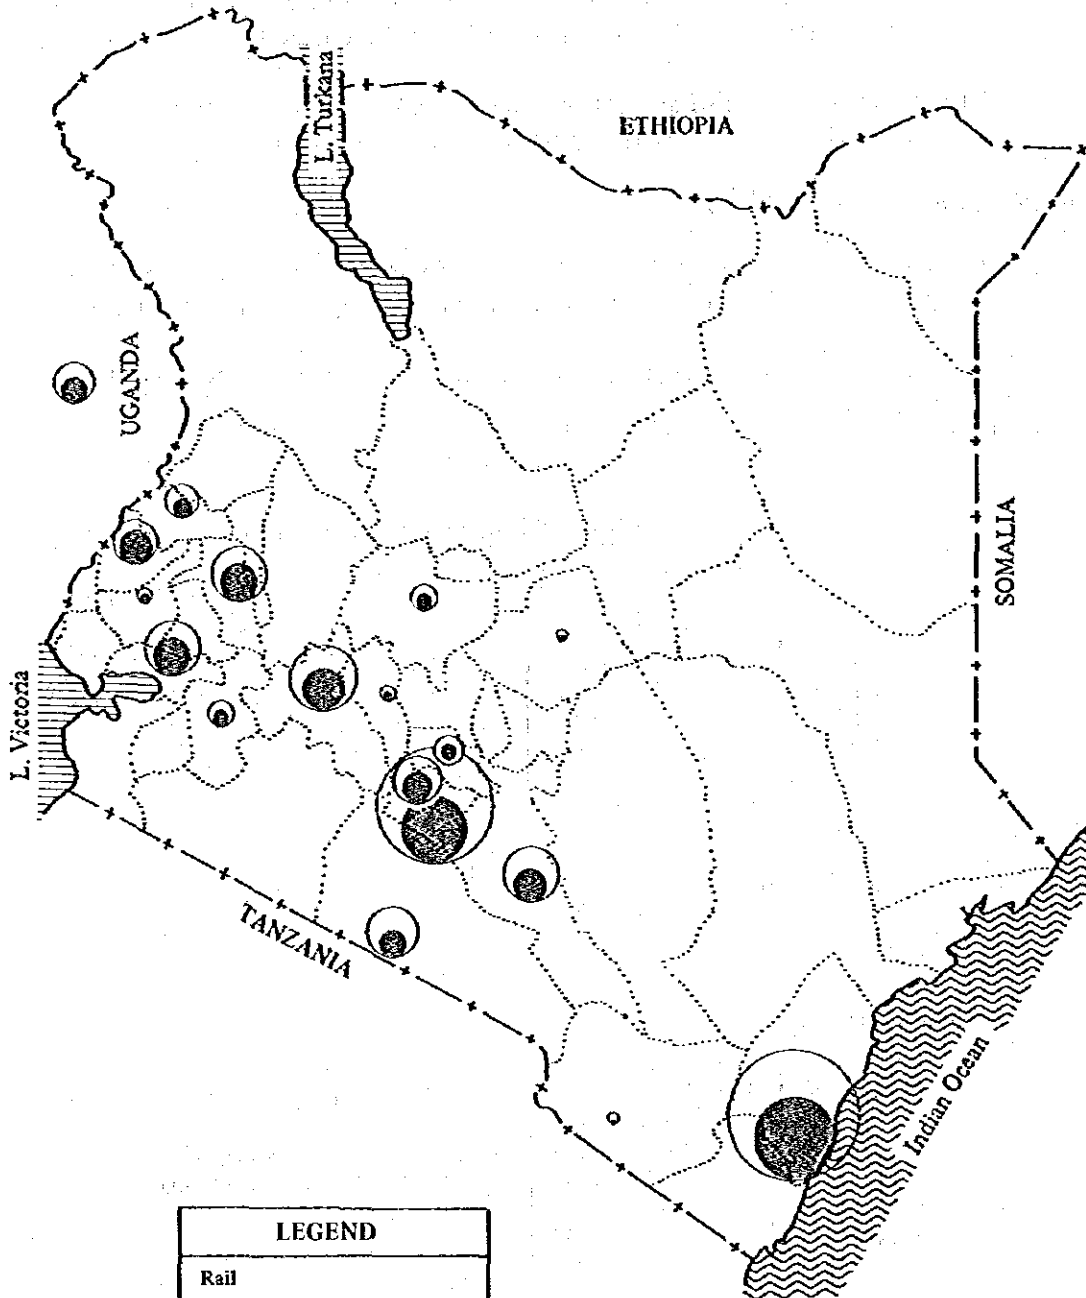 L. Turkana
ETHIOPIA
UGANDA
SOMALIA
L. Victoria
TANZANIA
Indian Ocean
LEGEND
Rail